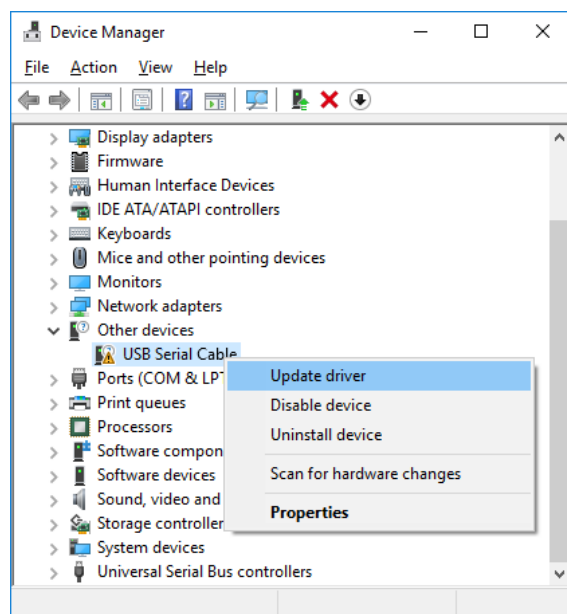 Device Manager
File Action View Help
Display adapters
Firmware
Human Interface Devices
IDE ATA/ATAPI controllers
Keyboards
Mice and other pointing devices
Monitors
Network adapters
Other devices
USB Serial Cable
Ports (COM & LP
Print queues
Processors
Software compon
Software devices
Sound, video and
Storage controller
System devices
Universal Serial Bus controllers
Update driver
Disable device
Uninstall device
Scan for hardware changes
Properties